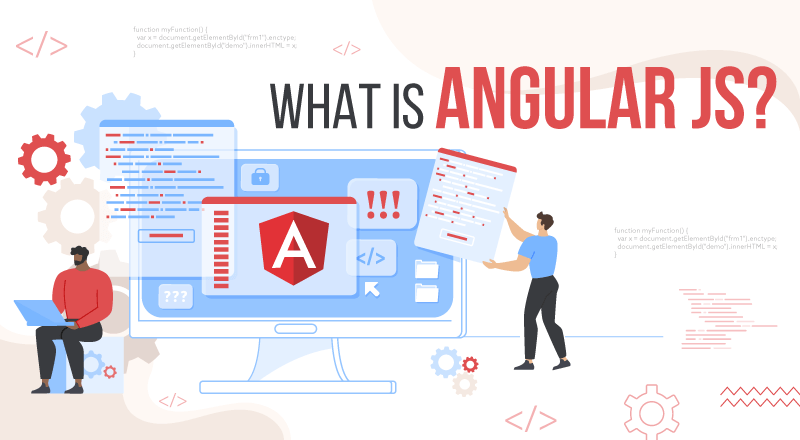 function myFunction() {
var x = document.getElementById("frm1").enctype;
document.getElementById("demo").innerHTML = x;
}
</>
</>
WHAT IS ANGULAR JS?
!!!
A
</>
???
function myFunction() {
var x = document.getElementById("frm1").enctype;
document.getElementById("demo").innerHTML = x;
}
</>
</>